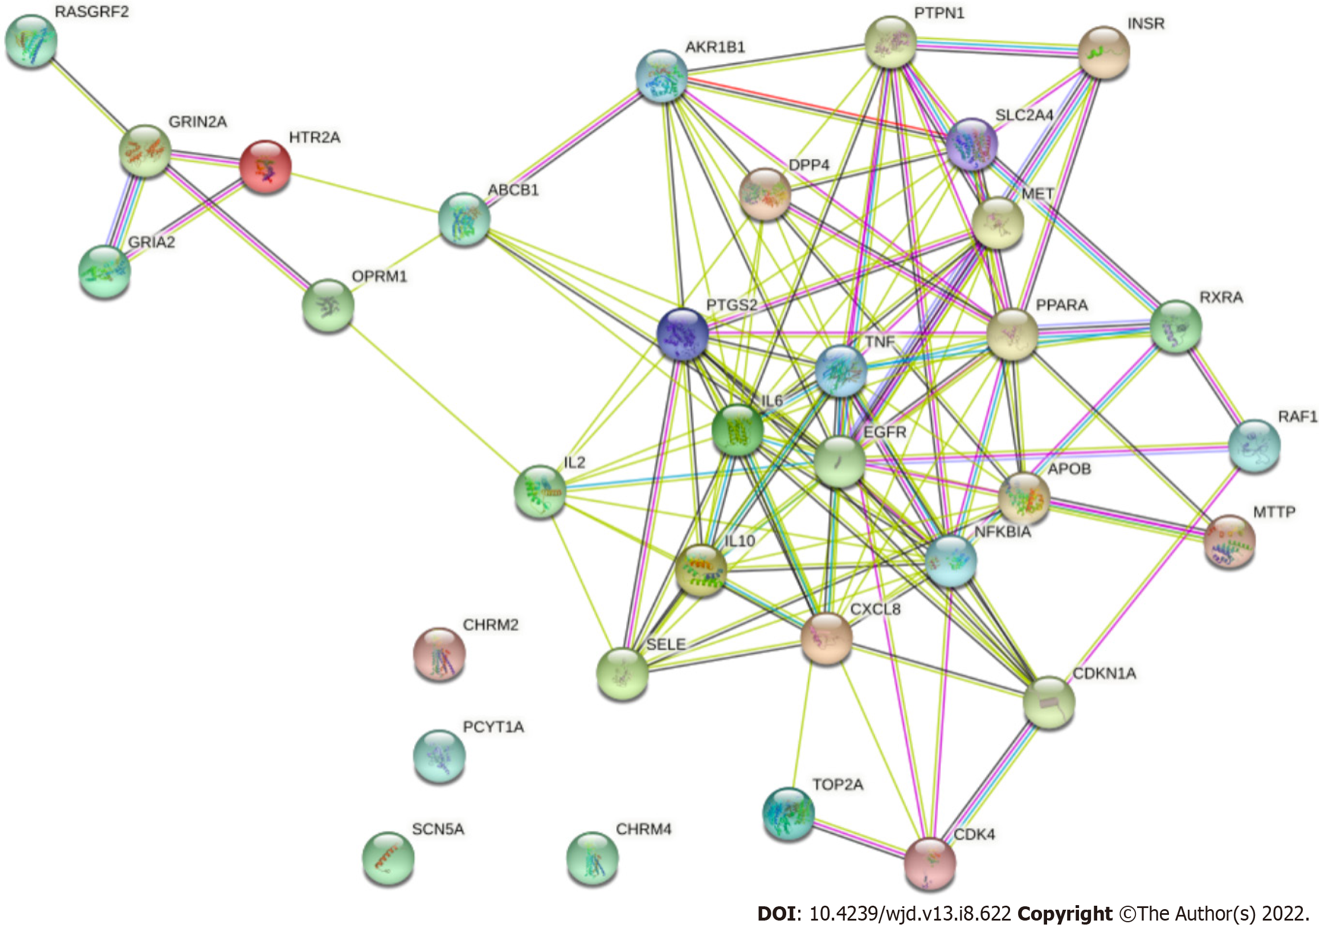 RASGRF2
PTPN1
INSR
AKR1B1
GRIN2A
HTR2A
SLC2A4
DPP4
ABCB1
MET
GRIA2
OPRM1
PTGS2
PPARA
RXRA
TNF
IL6
EGFR
RAF1
IL2
APOB
MTTP
IL10
NFKBIA
CXCL8
CHRM2
SELE
CDKN1A
PCYT1A
TOP2A
SCN5A
CHRM4
CDK4
DOI: 10.4239/wjd.v13.i8.622 Copyright ©The Author(s) 2022.